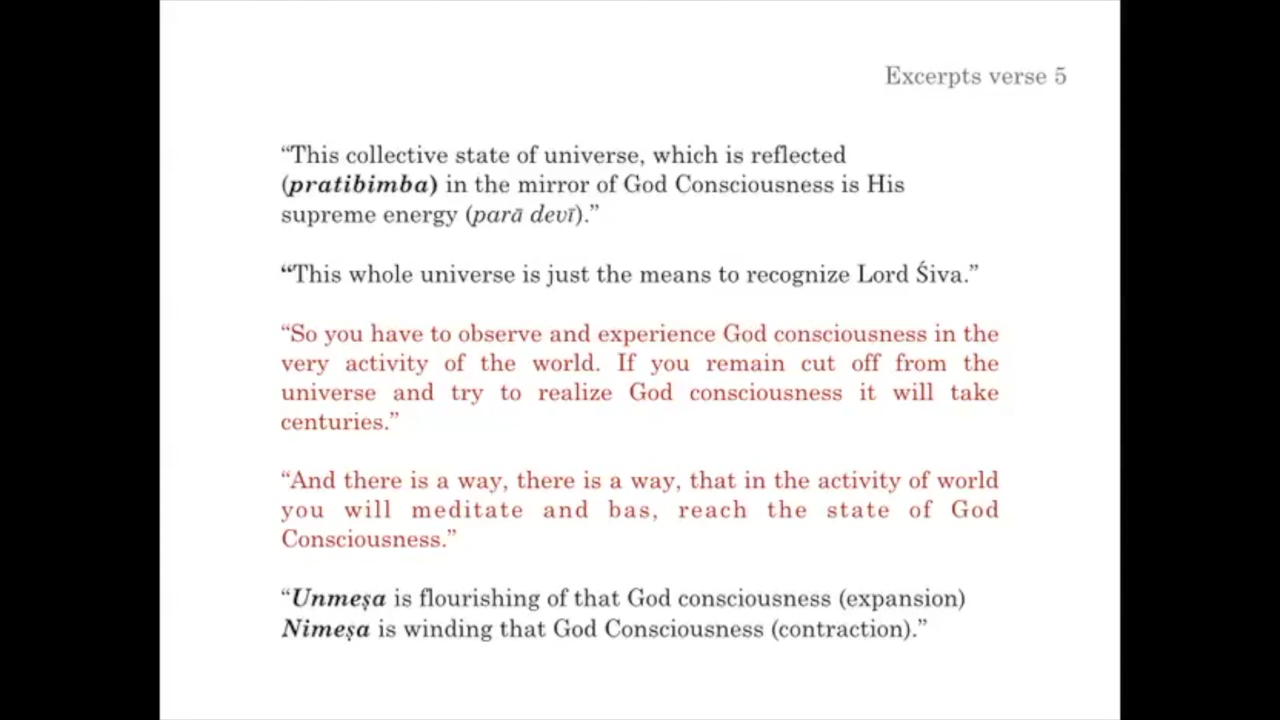 Excerpts verse 5
“This collective state of universe, which is reflected
(pratibimba) in the mirror of God Consciousness is His
supreme energy (parā devī).”
“This whole universe is just the means to recognize Lord Śiva.”
“So you have to observe and experience God consciousness in the
very activity of the world. If you remain cut off from the
universe and try to realize God consciousness it will take
centuries.”
“And there is a way, there is a way, that in the activity of world
you will meditate and bas, reach the state of God
Consciousness.”
“Unmeṣa is flourishing of that God consciousness (expansion)
Nimeṣa is winding that God Consciousness (contraction).”